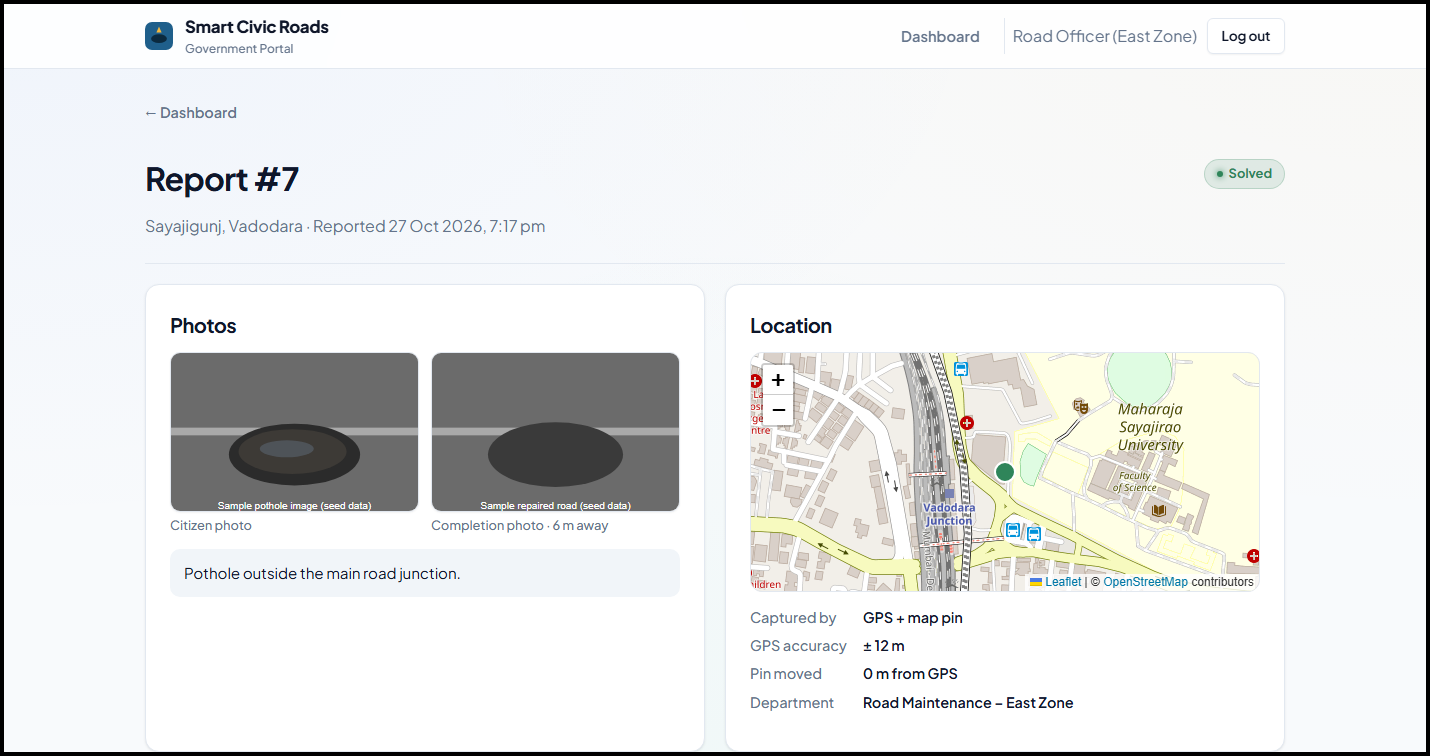 Smart Civic Roads
Government Portal
Dashboard
Road Officer (East Zone)
Log out
← Dashboard
Report #7
Solved
Sayajigunj, Vadodara · Reported 27 Oct 2026, 7:17 pm
Photos
Sample pothole image (seed data)
Citizen photo
Sample repaired road (seed data)
Completion photo · 6 m away
Pothole outside the main road junction.
Location
+
−
Maharaja
Sayajirao
University
Faculty
of Science
Vadodara
Junction
Leaflet | © OpenStreetMap contributors
Captured by GPS + map pin
GPS accuracy ± 12 m
Pin moved 0 m from GPS
Department Road Maintenance – East Zone